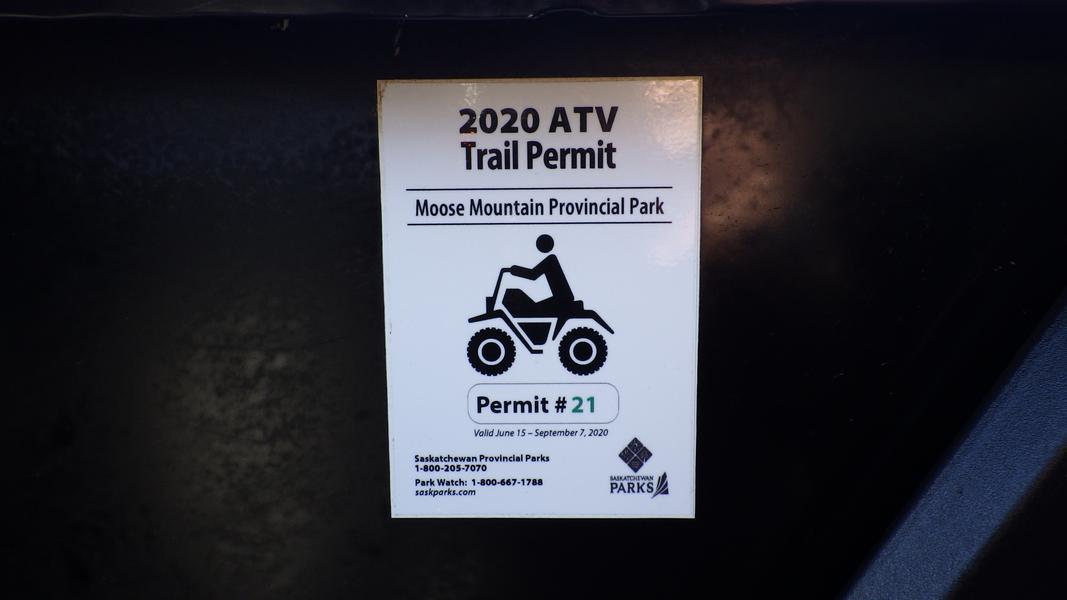 2020 ATV
Trail Permit
Moose Mountain Provincial Park
Permit # 21
Valid June 15 – September 7, 2020
Saskatchewan Provincial Parks
1-800-205-7070
Park Watch: 1-800-667-1788
saskparks.com
SASKATCHEWAN
PARKS